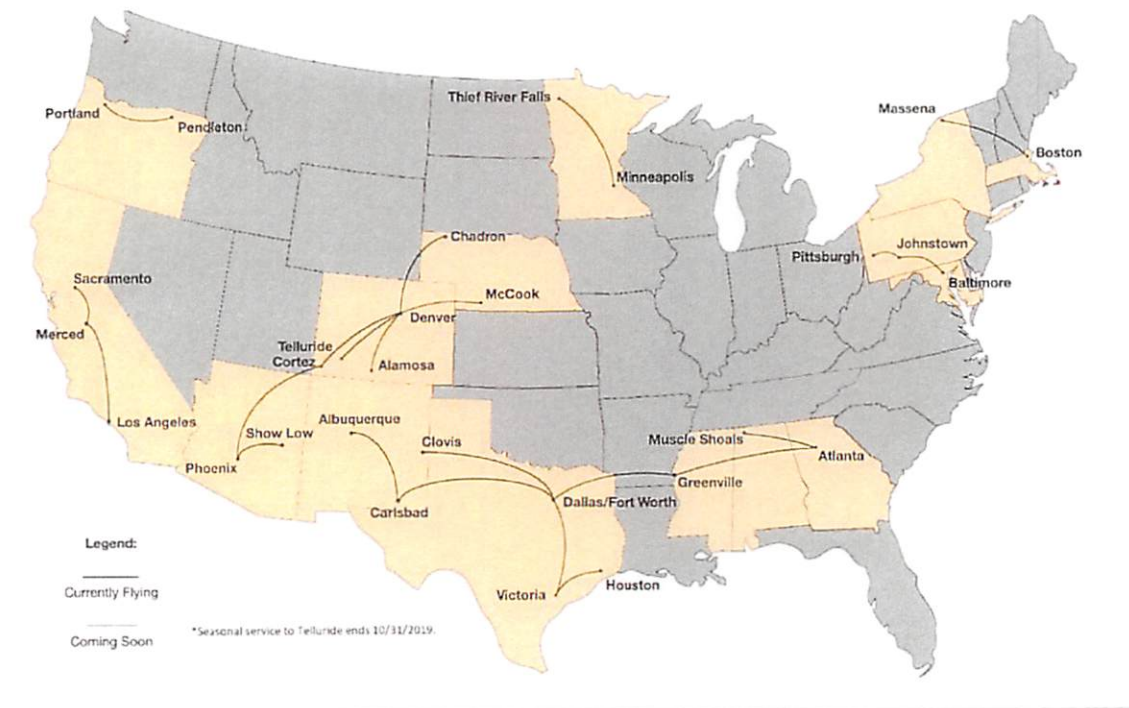 Thief River Falls
Massena
Portland
Pendleton
Boston
Minneapolis
Chadron
Johnstown
Pittsburgh
Sacramento
Baltimore
McCook
Denver
Merced
Telluride
Cortez
Alamosa
Los Angeles
Albuquerque
Show Low
Clovis
Muscle Shoals
Atlanta
Phoenix
Greenville
Dallas/Fort Worth
Carlsbad
Legend:
Currently Flying
Houston
Victoria
Coming Soon
*Seasonal service to Telluride ends 10/31/2019.